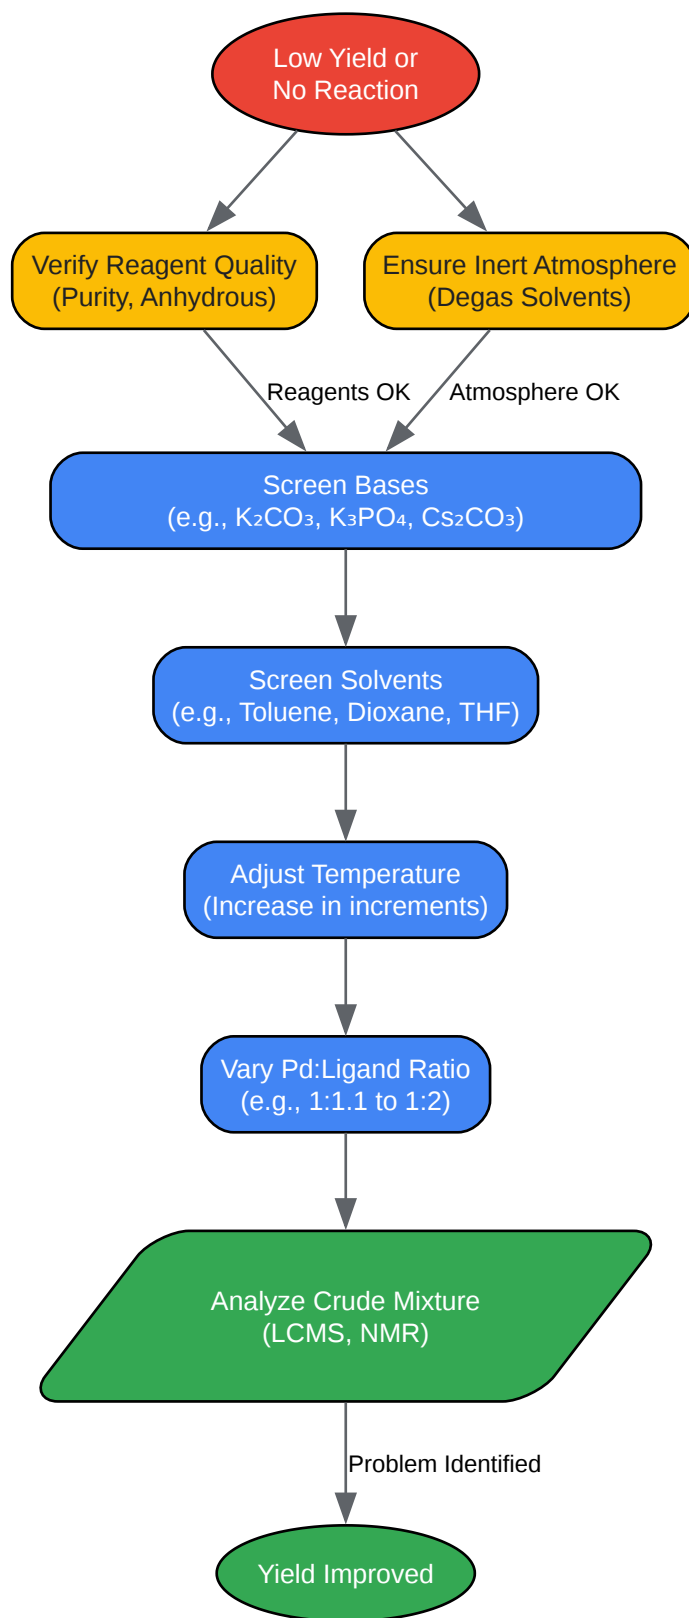 Low Yield or
No Reaction
Verify Reagent Quality
(Purity, Anhydrous)
Ensure Inert Atmosphere
(Degas Solvents)
Reagents OK
Atmosphere OK
Screen Bases
(e.g., K₂CO₃, K₃PO₄, Cs₂CO₃)
Screen Solvents
(e.g., Toluene, Dioxane, THF)
Adjust Temperature
(Increase in increments)
Vary Pd:Ligand Ratio
(e.g., 1:1.1 to 1:2)
Analyze Crude Mixture
(LCMS, NMR)
Problem Identified
Yield Improved